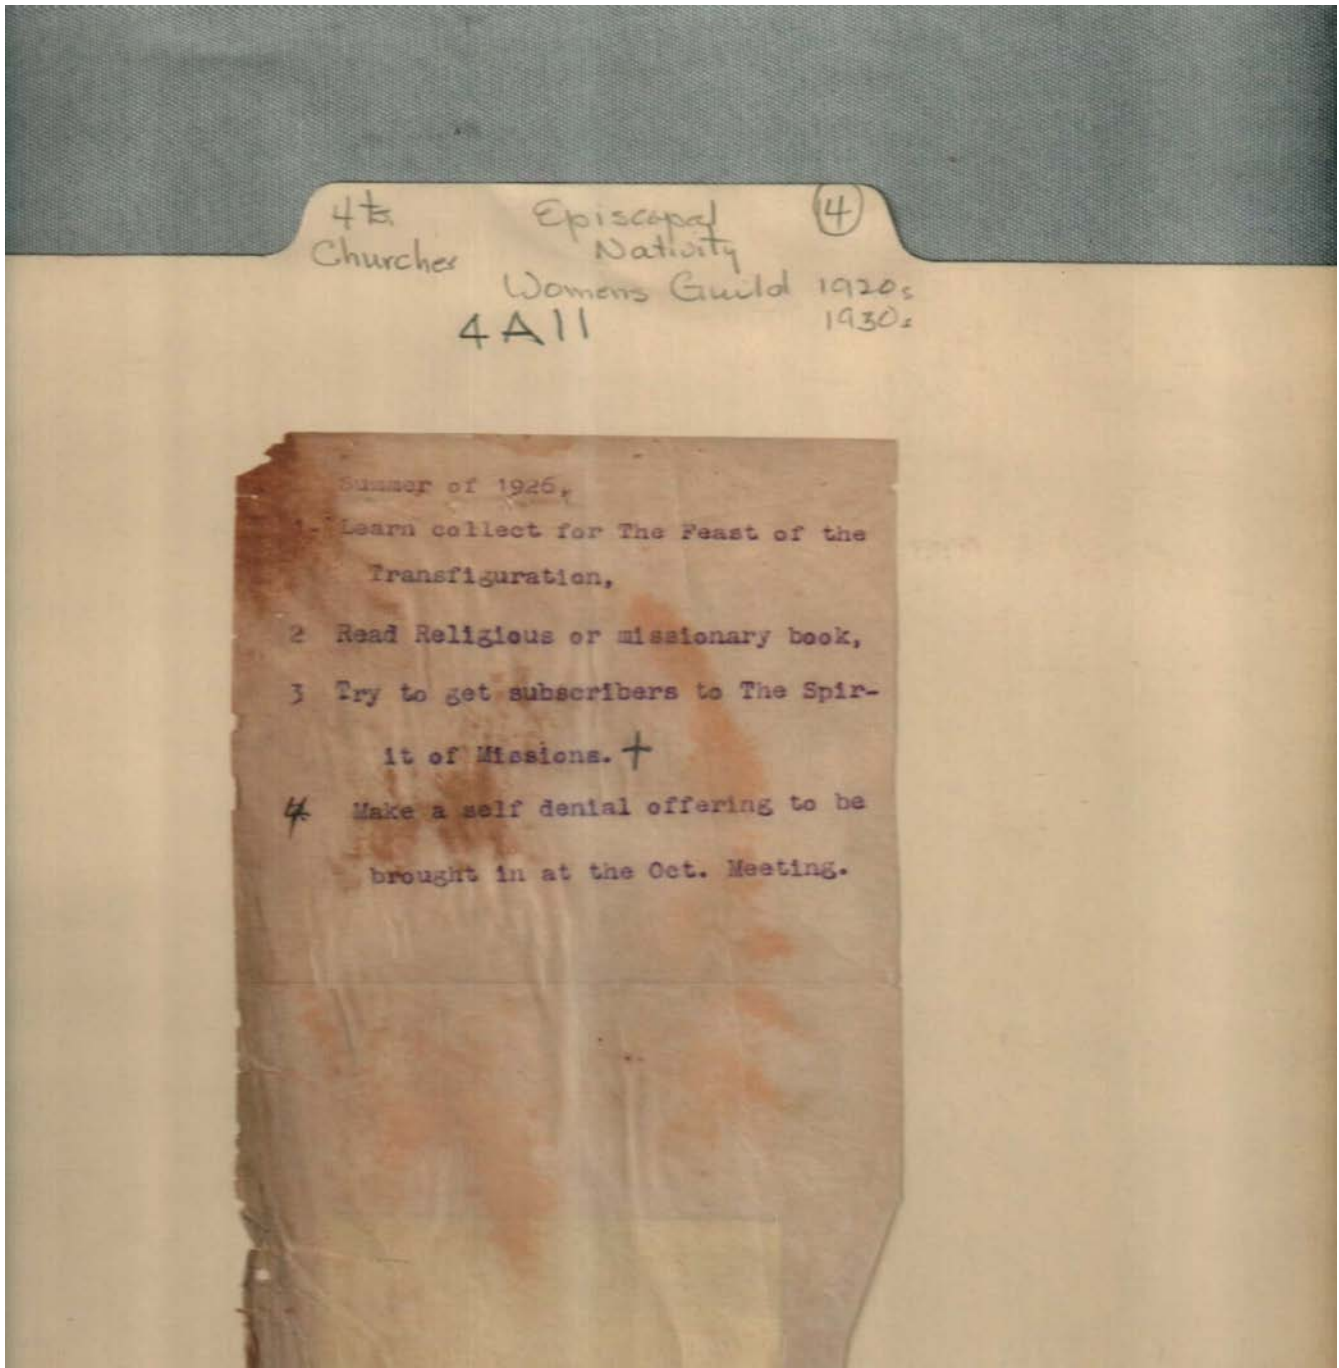 Episcopal ④
Churches Nativity
Womens Guild 1920s
4A11 1930s
Summer of 1926,
1- Learn collect for The Feast of the
Transfiguration,
2 Read Religious or missionary book,
3 Try to get subscribers to The Spir-
it of Missions. +
4 Make a self denial offering to be
brought in at the Oct. Meeting.